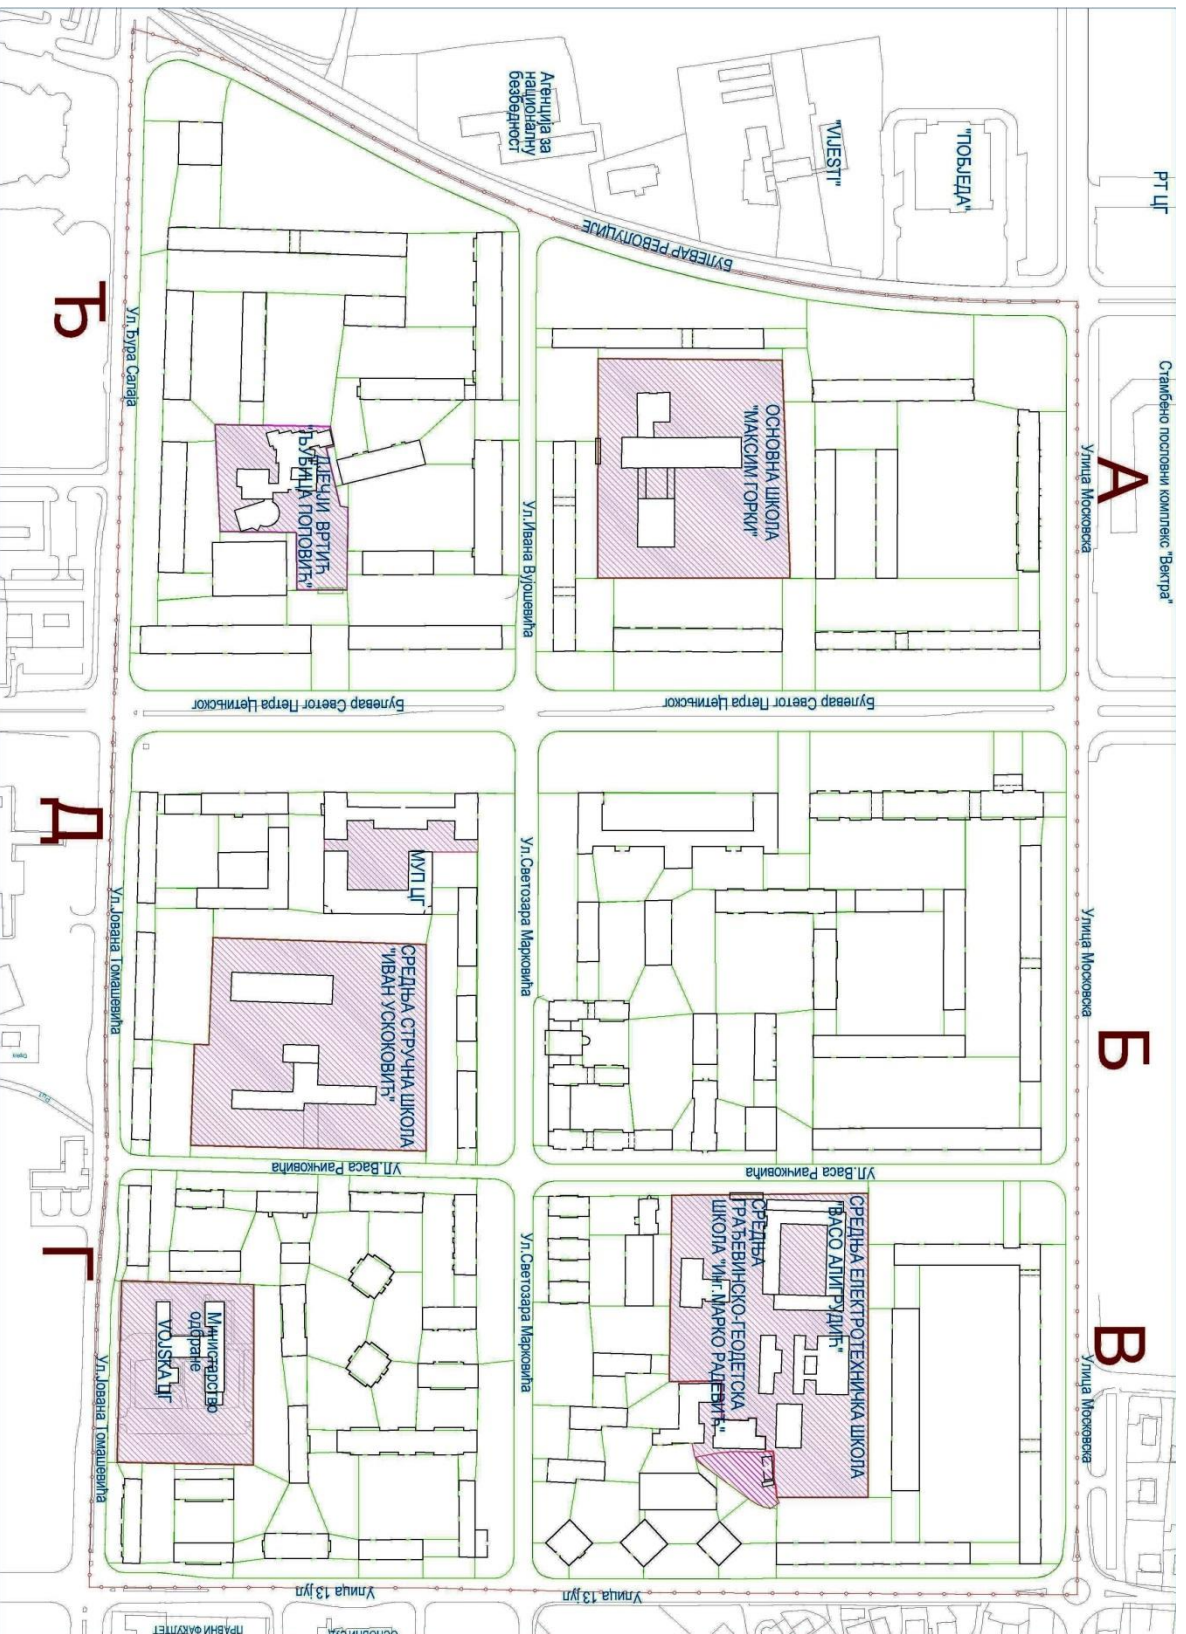 РТ ЦГ
Стамбено пословни комплекс "Вектра"
"ПОБЈЕДА"
"VIJESTI"
Агенција за
националну
безбедност
БУЛЕВАР РЕВОЛУЦИЈЕ
Улица Московска
А
ОСНОВНА ШКОЛА
"МАКСИМ ГОРКИ"
Ул.Ивана Вујошевића
ДЈЕЧЈИ ВРТИЋ
"ЉУБИЦА ПОПОВИЋ"
Ул.Ђура Салаја
Ђ
Булевар Светог Петра Цетињског
Булевар Светог Петра Цетињског
Улица Московска
Б
Ул.Светозара Марковића
МУП ЦГ
СРЕДЊА СТРУЧНА ШКОЛА
"ИВАН УСКОКОВИЋ"
Ул.Јована Томашевића
Д
УЛ.Васа Раичковића
УЛ.Васа Раичковића
Улица Московска
В
СРЕДЊА ЕЛЕКТРОТЕХНИЧКА ШКОЛА
"ВАСО АЛИГРУДИЋ"
СРЕДЊА
ГРАЂЕВИНСКО-ГЕОДЕТСКА
ШКОЛА "Инг.МАРКО РАДЕВИЋ"
Ул.Светозара Марковића
Министарство
одбране
VOJSKA ЦГ
Ул.Јована Томашевића
Г
Улица 13 јул
Улица 13 јул
ПРАВНИ ФАКУЛТЕТ